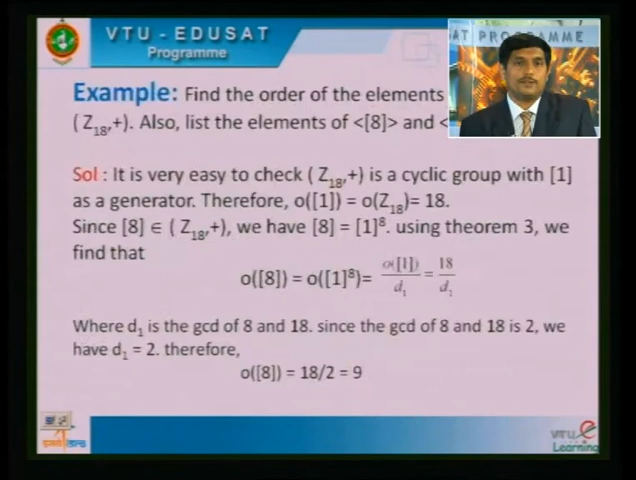 VTU - EDUSAT
Programme
SAT PROGRAMME
Example: Find the order of the elements
( Z18,+). Also, list the elements of <[8]> and <
Sol : It is very easy to check ( Z18,+) is a cyclic group with [1]
as a generator. Therefore, o([1]) = o(Z18)= 18.
Since [8] ∈ ( Z18,+), we have [8] = [1]⁸. using theorem 3, we
find that
o([8]) = o([1]⁸)= o([1])/d1 = 18/d1
Where d1 is the gcd of 8 and 18. since the gcd of 8 and 18 is 2, we
have d1 = 2. therefore,
o([8]) = 18/2 = 9
VTU e
Learning